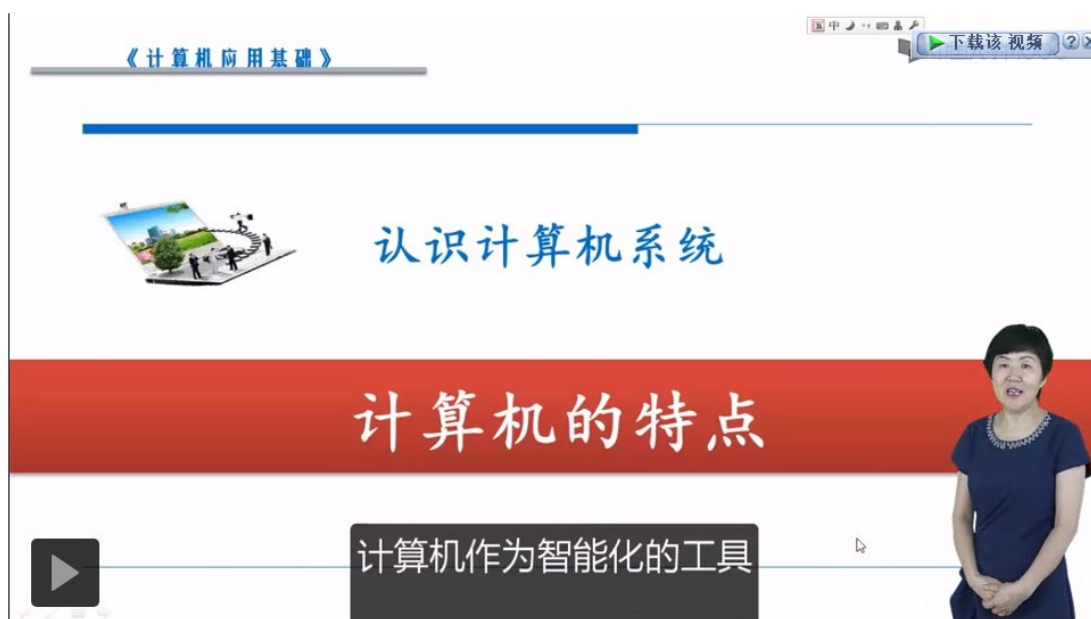 中
《计算机应用基础》
下载该 视频
认识计算机系统
计算机的特点
计算机作为智能化的工具